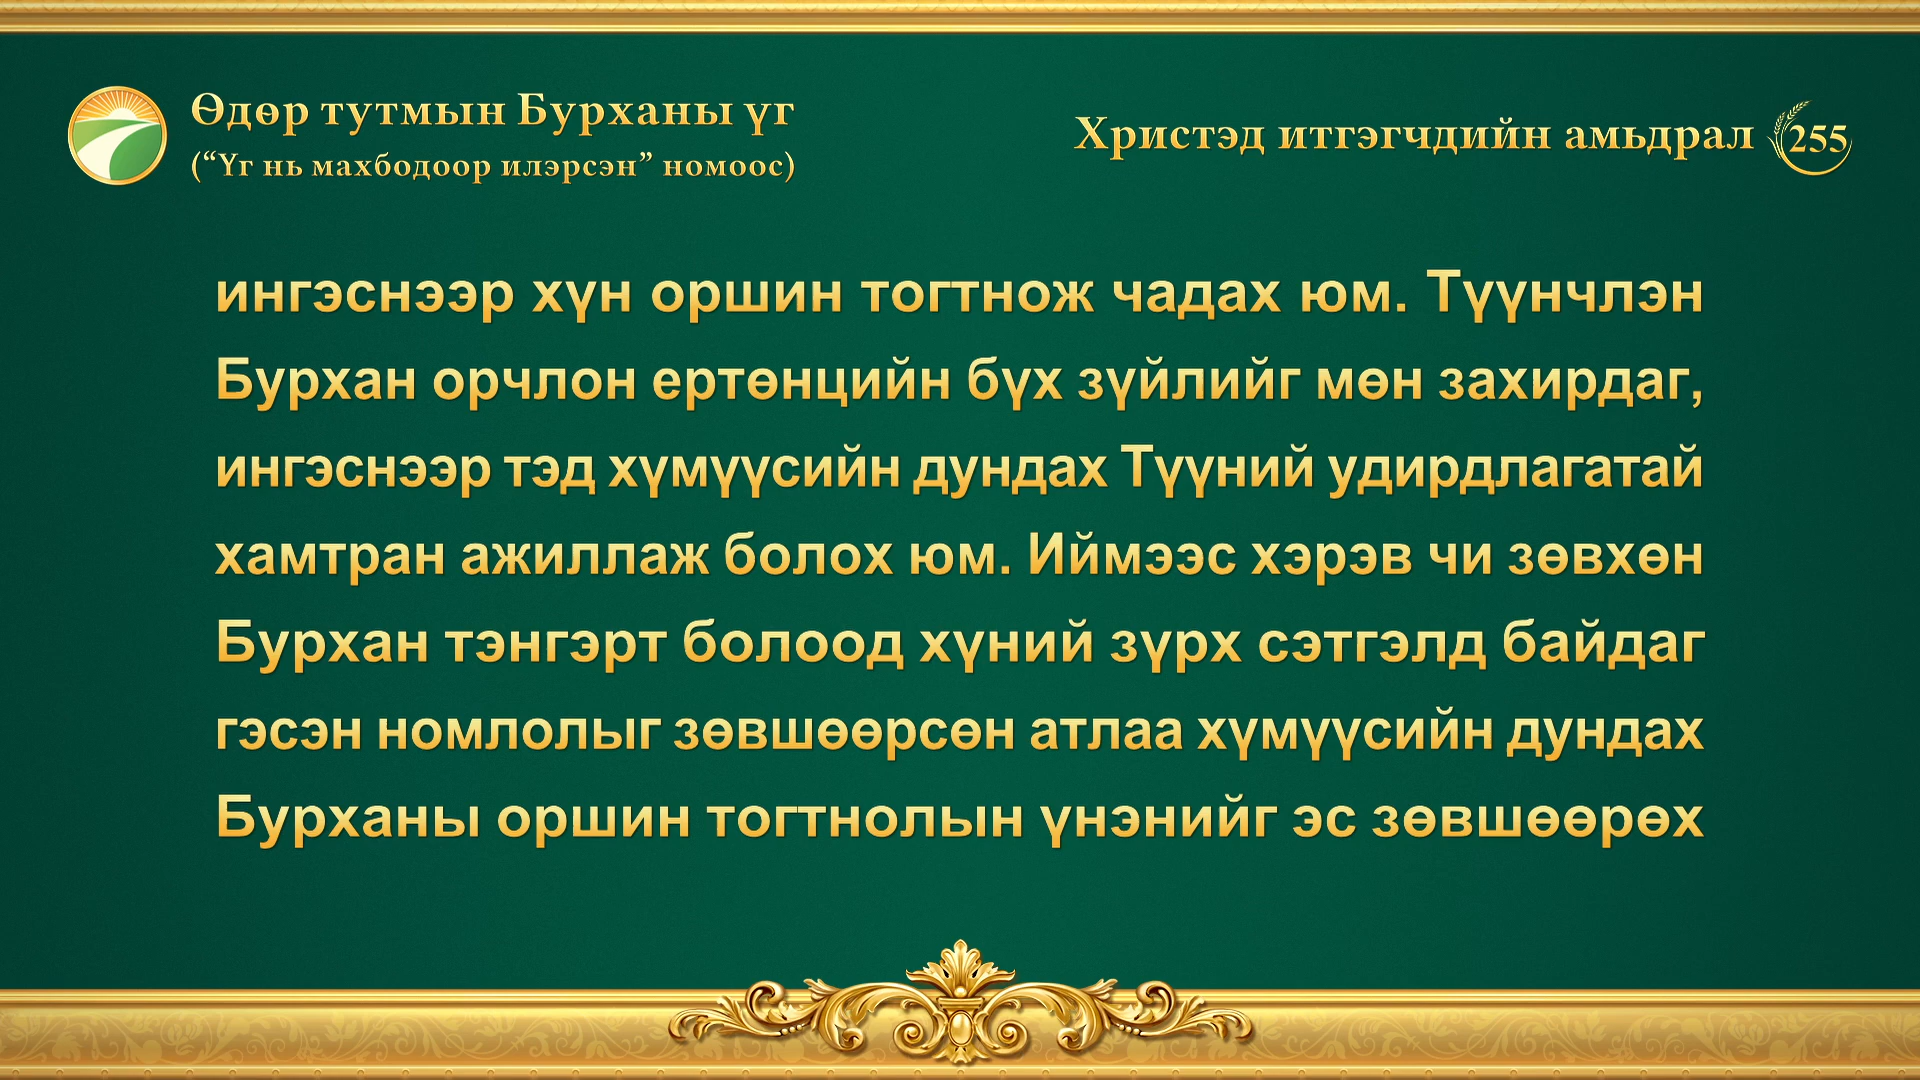 Өдөр тутмын Бурханы үг
(“Үг нь махбодоор илэрсэн” номоос)
Христэд итгэгчдийн амьдрал 255
ингэснээр хүн оршин тогтнож чадах юм. Түүнчлэн
Бурхан орчлон ертөнцийн бүх зүйлийг мөн захирдаг,
ингэснээр тэд хүмүүсийн дундах Түүний удирдлагатай
хамтран ажиллаж болох юм. Иймээс хэрэв чи зөвхөн
Бурхан тэнгэрт болоод хүний зүрх сэтгэлд байдаг
гэсэн номлолыг зөвшөөрсөн атлаа хүмүүсийн дундах
Бурханы оршин тогтнолын үнэнийг эс зөвшөөрөх